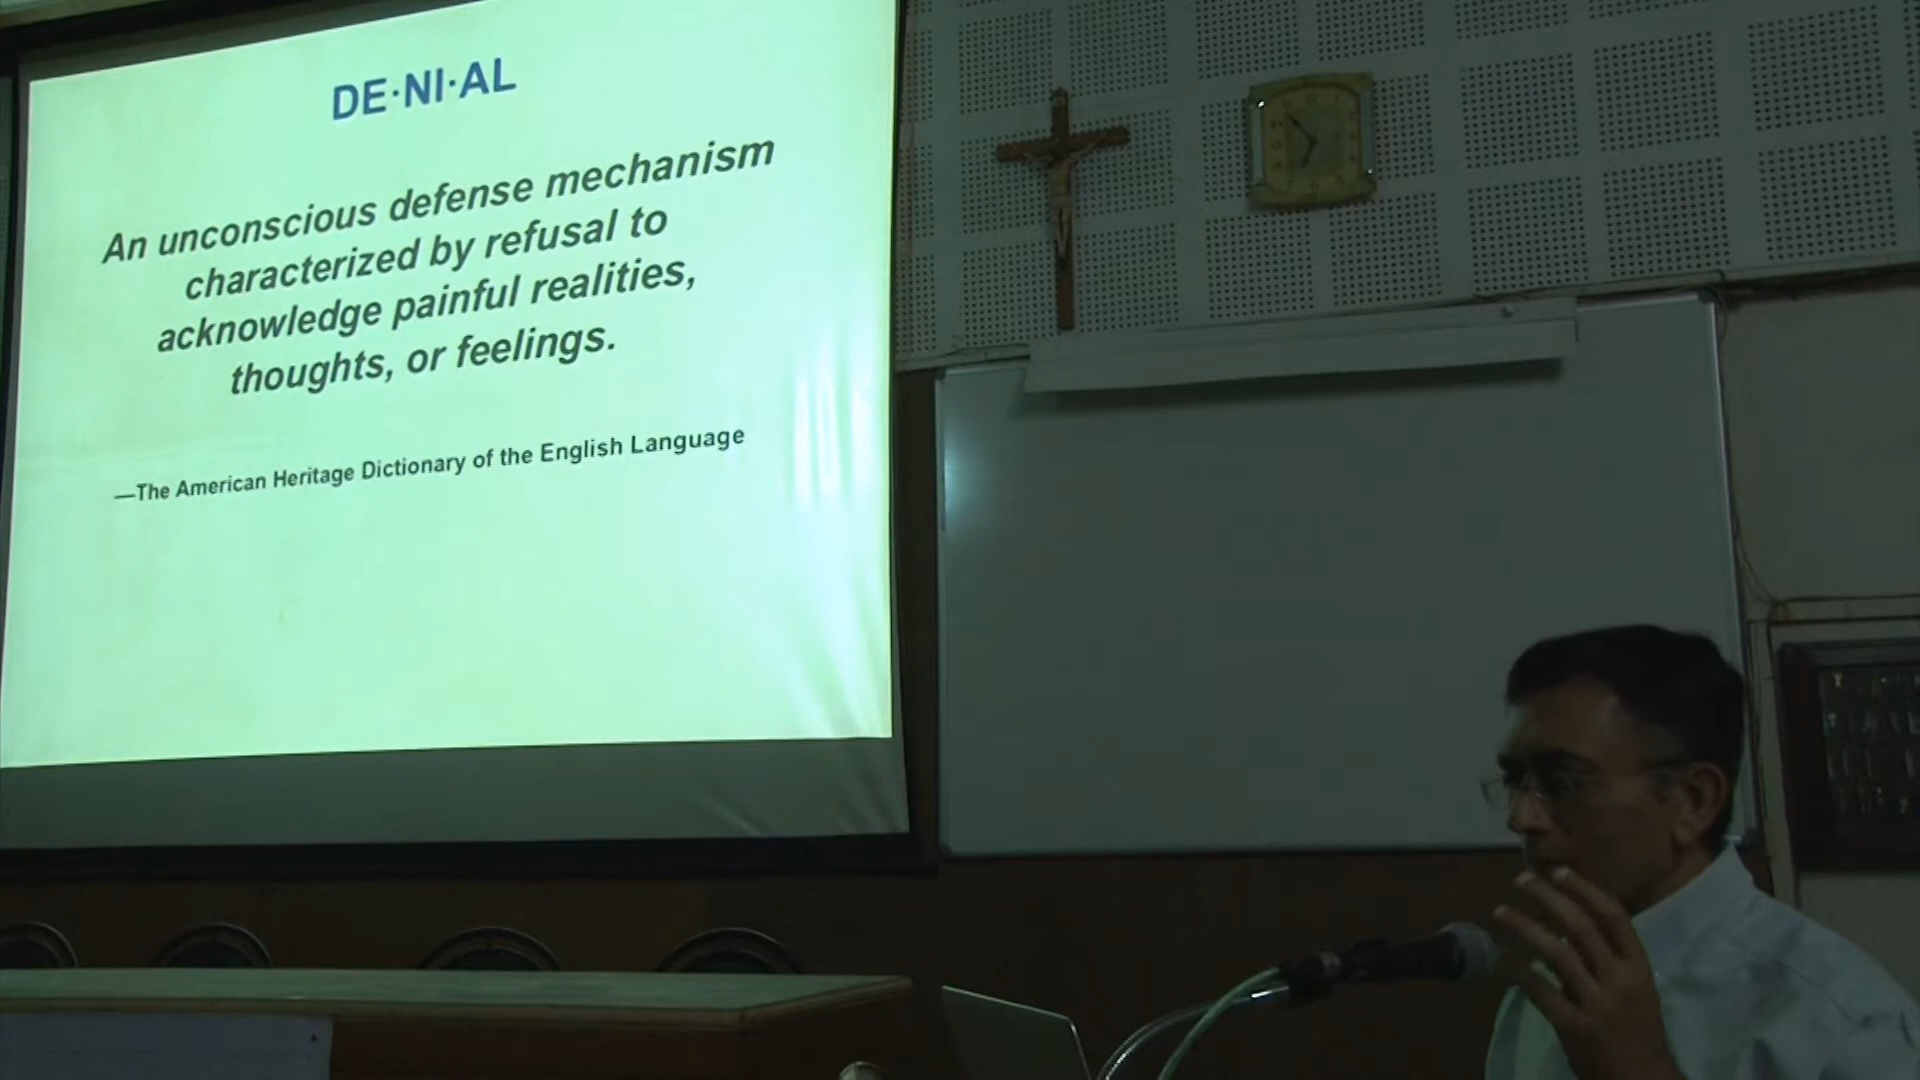 DE·NI·AL
An unconscious defense mechanism
characterized by refusal to
acknowledge painful realities,
thoughts, or feelings.
—The American Heritage Dictionary of the English Language